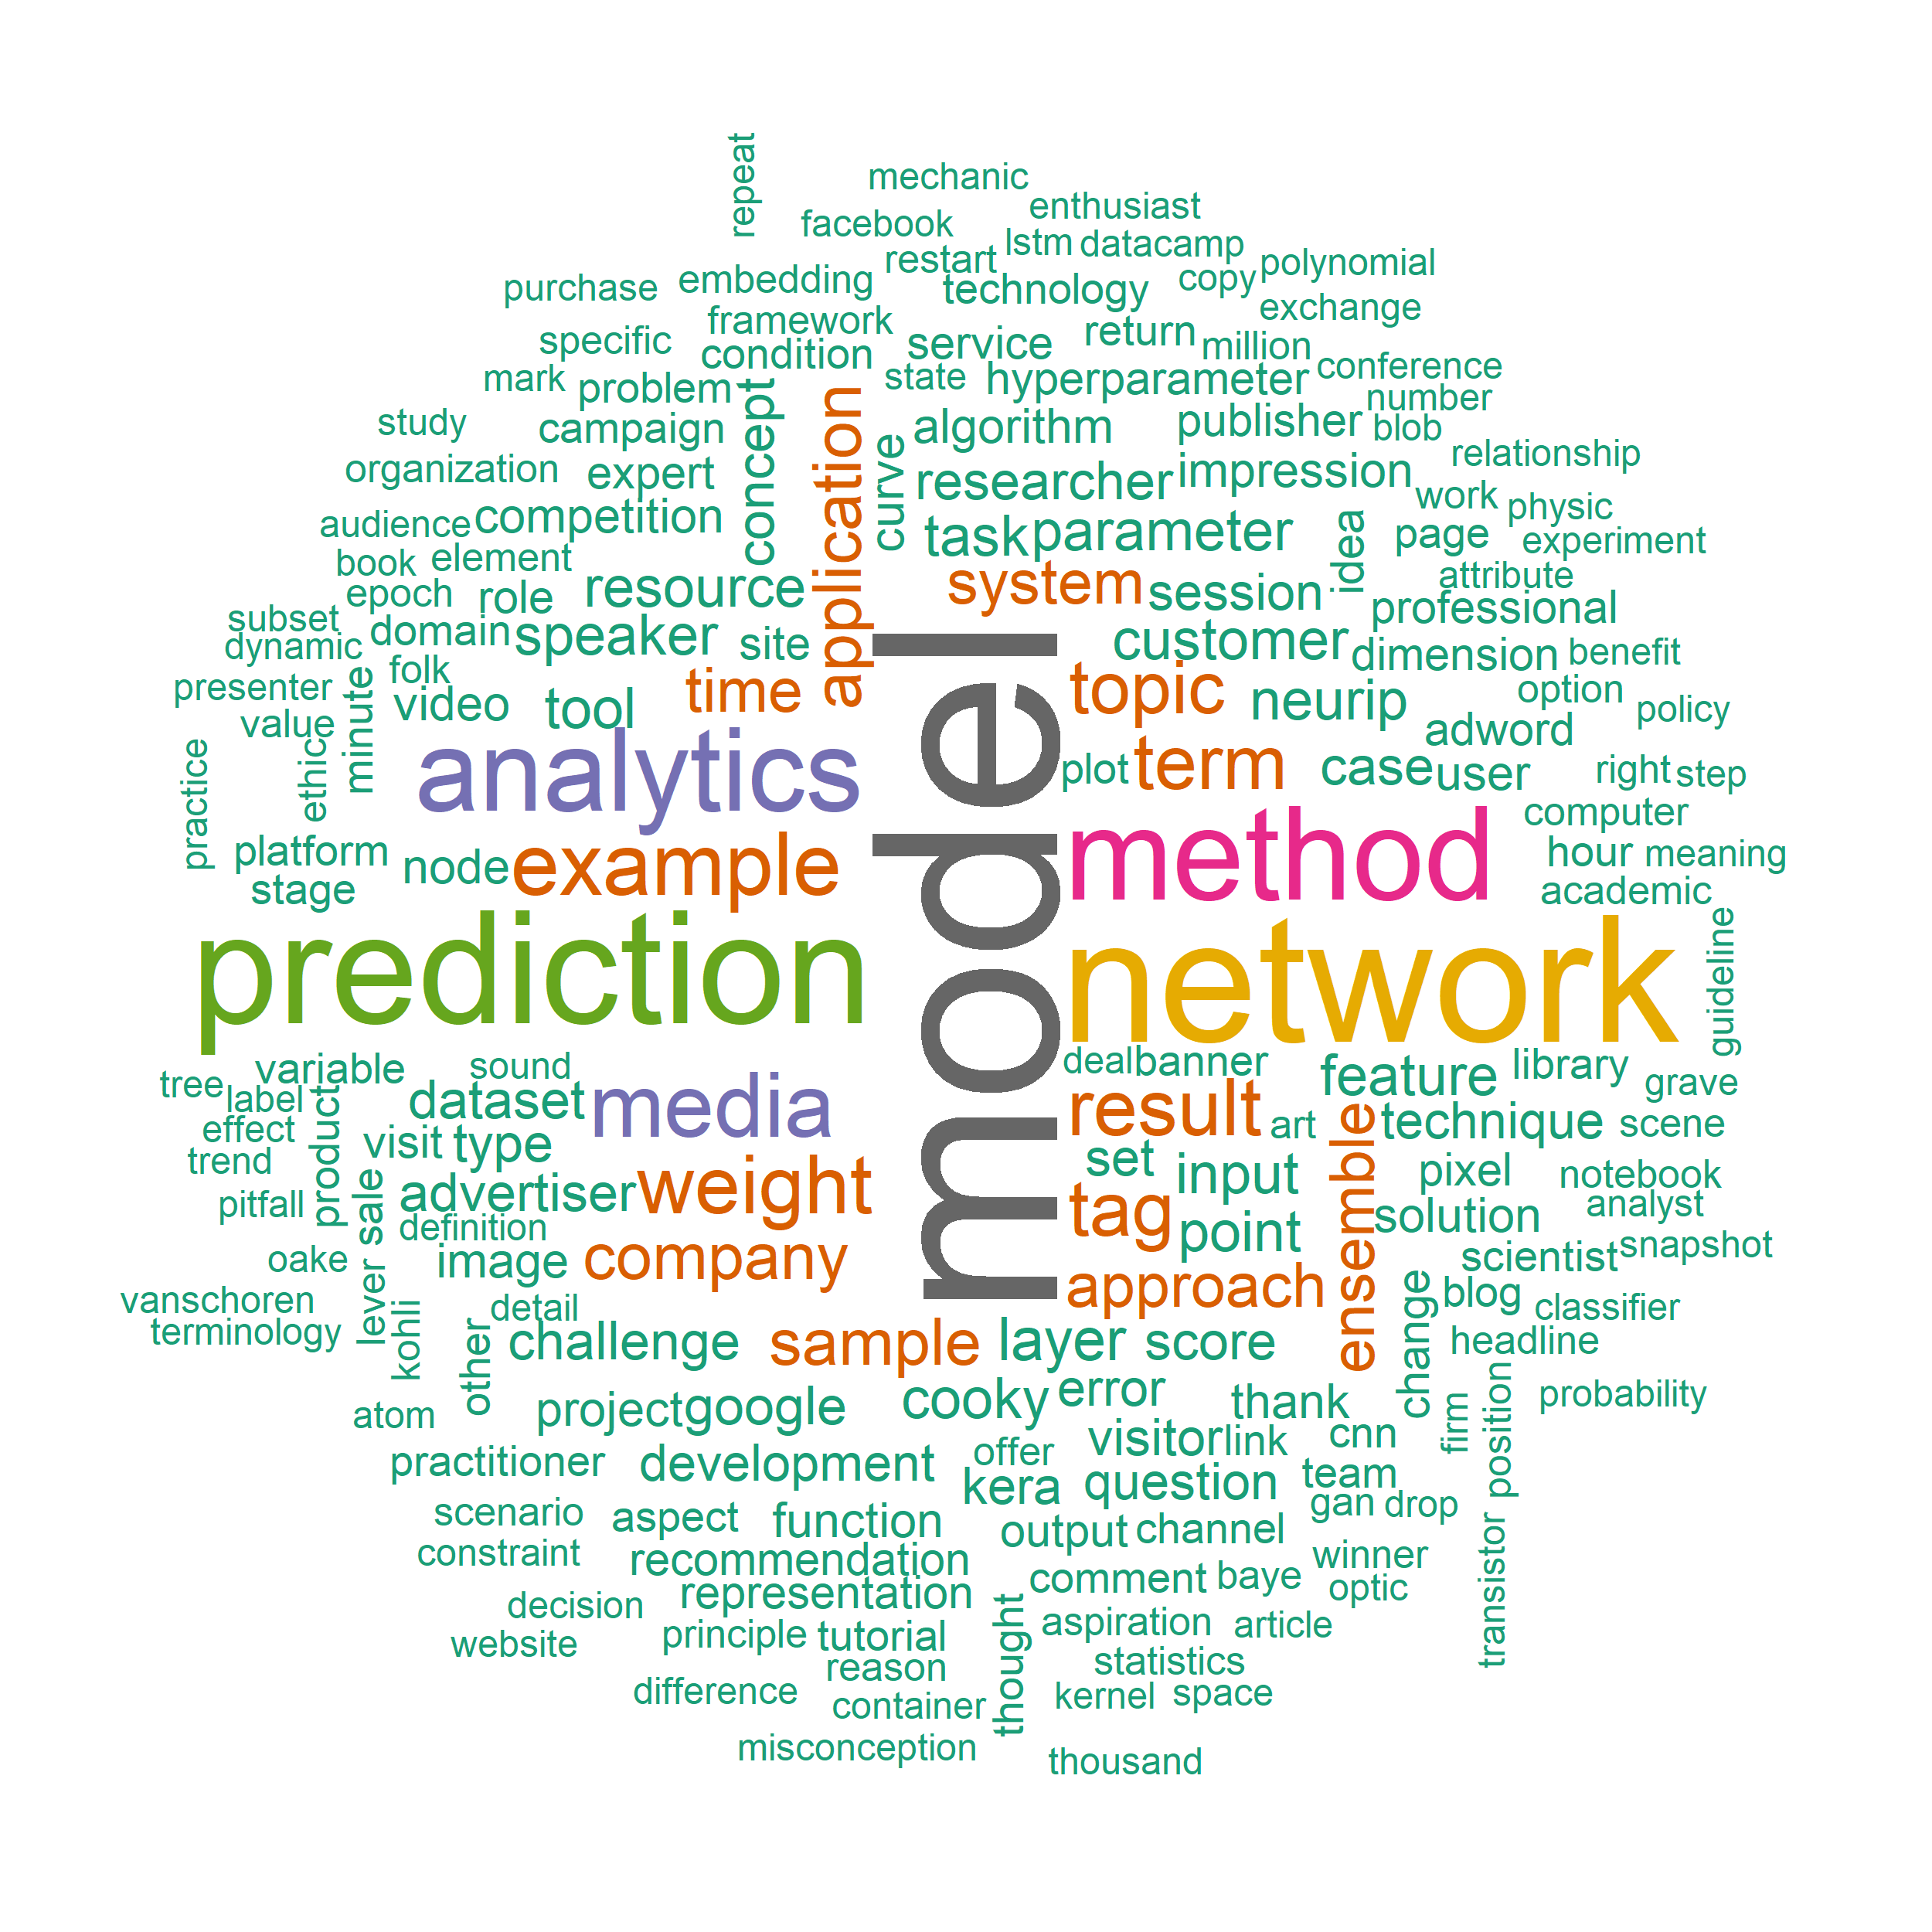 repeat
mechanic
enthusiast
facebook
lstm
datacamp
restart
polynomial
purchase
embedding
technology
copy
exchange
framework
specific
condition
service
return
million
conference
mark
problem
state
hyperparameter
number
study
campaign
concept
application
curve
algorithm
publisher
blob
relationship
organization
expert
researcher
impression
work
physic
audience
competition
task
parameter
idea
page
experiment
book
element
attribute
epoch
role
resource
system
session
professional
subset
dynamic
domain
speaker
site
customer
dimension
benefit
folk
presenter
minute
video
tool
time
topic
neurip
option
policy
value
adword
practice
ethic
analytics
model
plot
term
case
user
right
step
computer
platform
node
example
method
hour
meaning
stage
academic
prediction
network
guideline
variable
sound
deal
banner
feature
library
tree
label
product
dataset
media
result
art
ensemble
technique
grave
scene
effect
visit
type
trend
set
input
pixel
notebook
pitfall
sale
advertiser
weight
tag
point
solution
analyst
definition
oake
lever
image
company
approach
change
scientist
snapshot
vanschoren
kohli
detail
blog
classifier
terminology
other
challenge
sample
layer
score
headline
atom
project
google
cooky
error
thank
firm
position
probability
practitioner
development
offer
visitor
link
cnn
kera
question
team
scenario
aspect
function
gan
drop
transistor
output
channel
constraint
recommendation
winner
decision
representation
thought
comment
baye
optic
website
principle
tutorial
aspiration
article
reason
statistics
difference
container
kernel
space
misconception
thousand